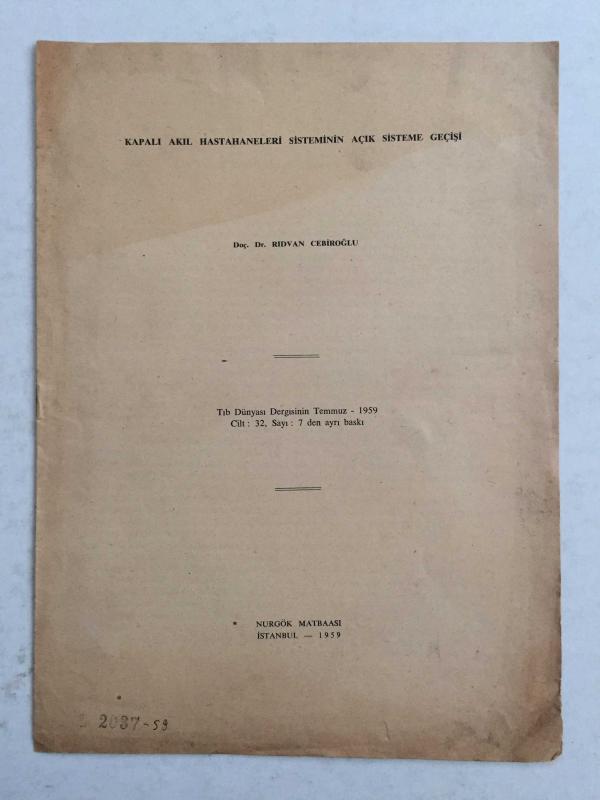 KAPALI AKIL HASTAHANELERİ SİSTEMİNİN AÇIK SİSTEME GEÇİŞİ
Doç. Dr. RIDVAN CEBİROĞLU
Tıb Dünyası Dergısinin Temmuz - 1959
Cilt : 32, Sayı : 7 den ayrı baskı
NURGÖK MATBAASI
İSTANBUL — 1959
2037-59